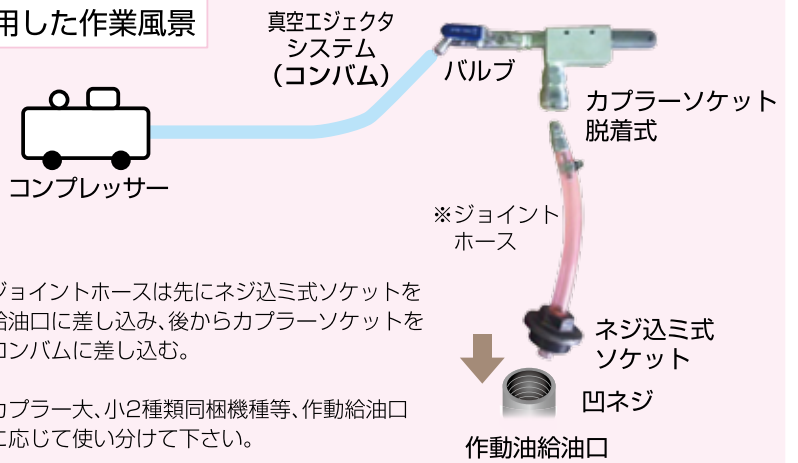 用した作業風景
真空エジェクタ
システム
（コンバム）
バルブ
カプラーソケット
脱着式
コンプレッサー
※ジョイント
ホース
ジョイントホースは先にネジ込ミ式ソケットを
給油口に差し込み、後からカプラーソケットを
コンバムに差し込む。
ネジ込ミ式
ソケット
カプラー大、小2種類同梱機種等、作動給油口
に応じて使い分けて下さい。
凹ネジ
作動油給油口